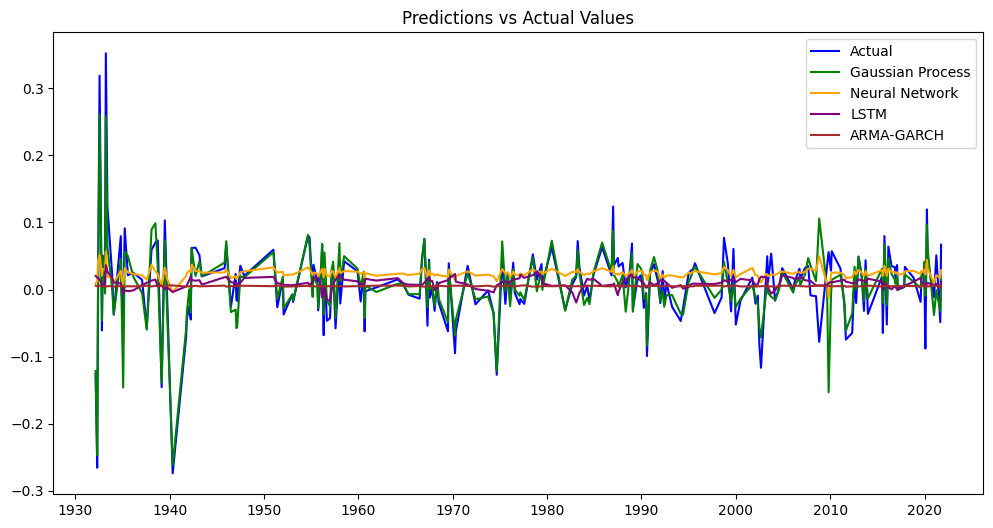 Predictions vs Actual Values
Actual
Gaussian Process
Neural Network
LSTM
ARMA-GARCH
0.3
0.2
0.1
0.0
−0.1
−0.2
−0.3
1930 1940 1950 1960 1970 1980 1990 2000 2010 2020